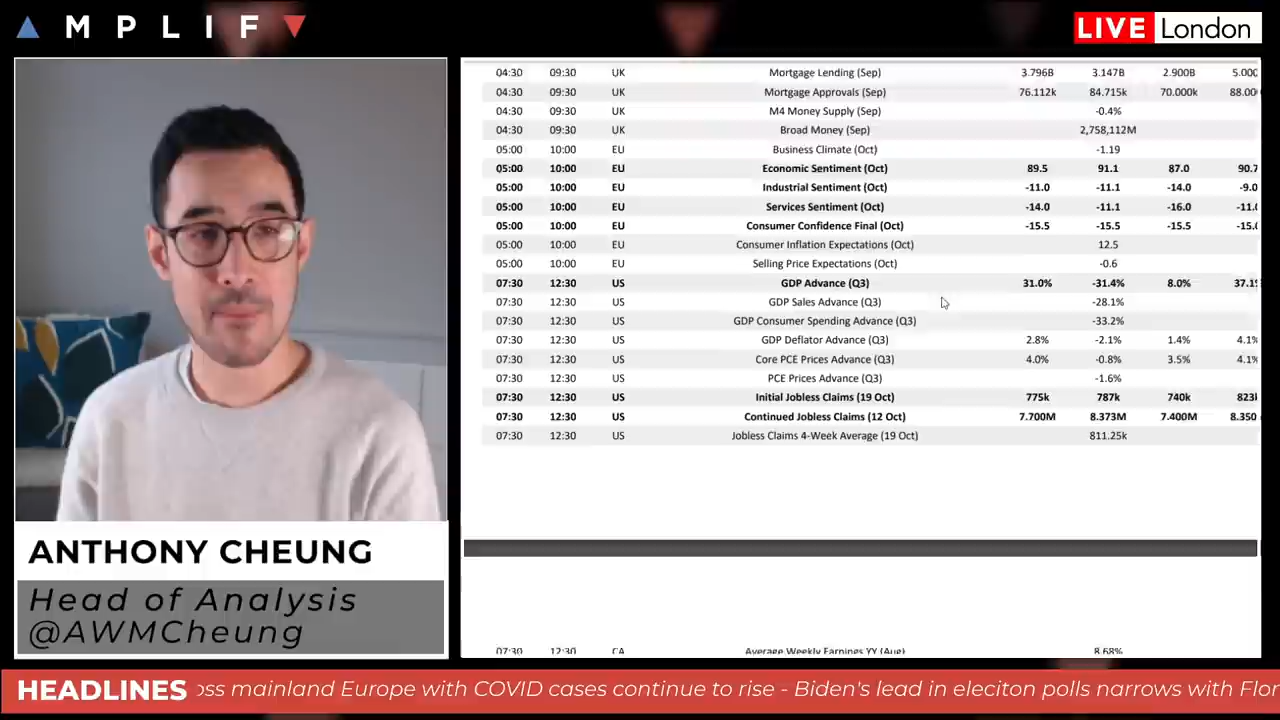 AMPLIFY
LIVE London
04:30 09:30 UK Mortgage Lending (Sep) 3.796B 3.147B 2.900B 5.000
04:30 09:30 UK Mortgage Approvals (Sep) 76.112k 84.715k 70.000k 88.00
04:30 09:30 UK M4 Money Supply (Sep) -0.4%
04:30 09:30 UK Broad Money (Sep) 2,758,112M
05:00 10:00 EU Business Climate (Oct) -1.19
05:00 10:00 EU Economic Sentiment (Oct) 89.5 91.1 87.0 90.7
05:00 10:00 EU Industrial Sentiment (Oct) -11.0 -11.1 -14.0 -9.0
05:00 10:00 EU Services Sentiment (Oct) -14.0 -11.1 -16.0 -11.0
05:00 10:00 EU Consumer Confidence Final (Oct) -15.5 -15.5 -15.5 -15.0
05:00 10:00 EU Consumer Inflation Expectations (Oct) 12.5
05:00 10:00 EU Selling Price Expectations (Oct) -0.6
07:30 12:30 US GDP Advance (Q3) 31.0% -31.4% 8.0% 37.1%
07:30 12:30 US GDP Sales Advance (Q3) -28.1%
07:30 12:30 US GDP Consumer Spending Advance (Q3) -33.2%
07:30 12:30 US GDP Deflator Advance (Q3) 2.8% -2.1% 1.4% 4.1%
07:30 12:30 US Core PCE Prices Advance (Q3) 4.0% -0.8% 3.5% 4.1%
07:30 12:30 US PCE Prices Advance (Q3) -1.6%
07:30 12:30 US Initial Jobless Claims (19 Oct) 775k 787k 740k 823k
07:30 12:30 US Continued Jobless Claims (12 Oct) 7.700M 8.373M 7.400M 8.350
07:30 12:30 US Jobless Claims 4-Week Average (19 Oct) 811.25k
07:30 12:30 CA Average Weekly Earnings YY (Aug) 8.68%
ANTHONY CHEUNG
Head of Analysis
@AWMCheung
HEADLINES oss mainland Europe with COVID cases continue to rise - Biden's lead in eleciton polls narrows with Flor